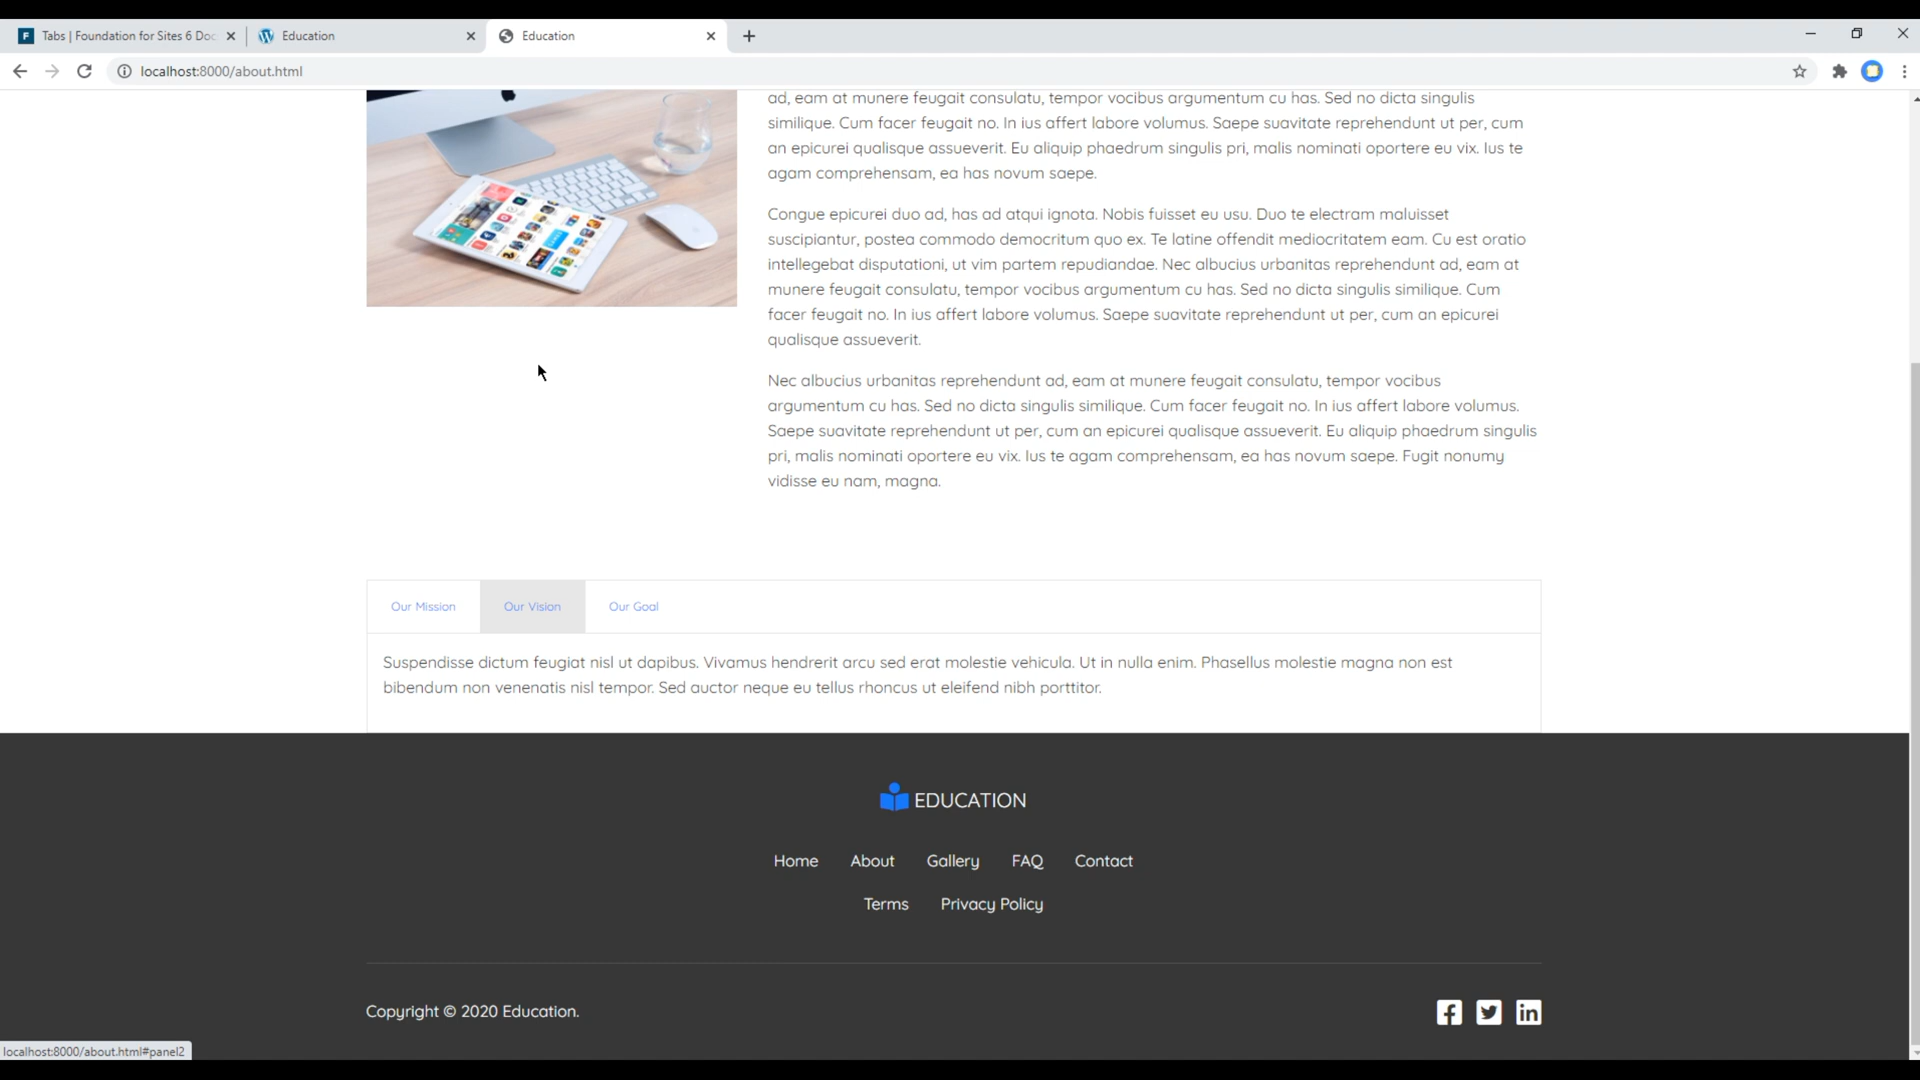 Tabs | Foundation for Sites 6 Doc
Education
Education
localhost:8000/about.html
ad, eam at munere feugait consulatu, tempor vocibus argumentum cu has. Sed no dicta singulis
similique. Cum facer feugait no. In ius affert labore volumus. Saepe suavitate reprehendunt ut per, cum
an epicurei qualisque assueverit. Eu aliquip phaedrum singulis pri, malis nominati oportere eu vix. Ius te
agam comprehensam, ea has novum saepe.
Congue epicurei duo ad, has ad atqui ignota. Nobis fuisset eu usu. Duo te electram maluisset
suscipiantur, postea commodo democritum quo ex. Te latine offendit mediocritatem eam. Cu est oratio
intellegebat disputationi, ut vim partem repudiandae. Nec albucius urbanitas reprehendunt ad, eam at
munere feugait consulatu, tempor vocibus argumentum cu has. Sed no dicta singulis similique. Cum
facer feugait no. In ius affert labore volumus. Saepe suavitate reprehendunt ut per, cum an epicurei
qualisque assueverit.
Nec albucius urbanitas reprehendunt ad, eam at munere feugait consulatu, tempor vocibus
argumentum cu has. Sed no dicta singulis similique. Cum facer feugait no. In ius affert labore volumus.
Saepe suavitate reprehendunt ut per, cum an epicurei qualisque assueverit. Eu aliquip phaedrum singulis
pri, malis nominati oportere eu vix. Ius te agam comprehensam, ea has novum saepe. Fugit nonumy
vidisse eu nam, magna.
Our Mission
Our Vision
Our Goal
Suspendisse dictum feugiat nisl ut dapibus. Vivamus hendrerit arcu sed erat molestie vehicula. Ut in nulla enim. Phasellus molestie magna non est
bibendum non venenatis nisl tempor. Sed auctor neque eu tellus rhoncus ut eleifend nibh porttitor.
EDUCATION
Home About Gallery FAQ Contact
Terms Privacy Policy
Copyright © 2020 Education.
localhost:8000/about.html#panel2